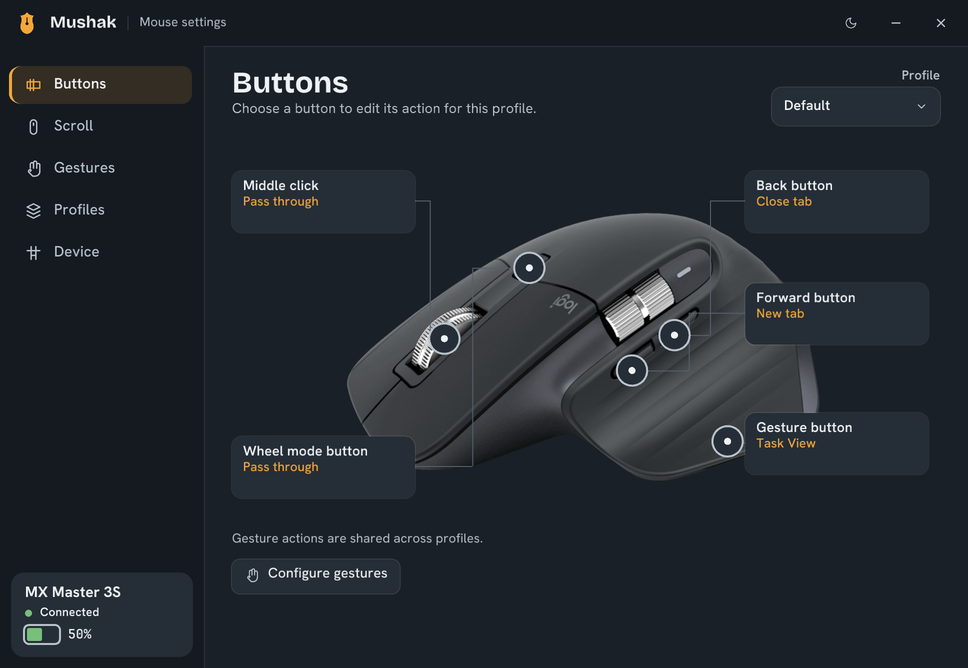 Mushak
Mouse settings
Buttons
Scroll
Gestures
Profiles
Device
MX Master 3S
Connected
50%
Buttons
Choose a button to edit its action for this profile.
Profile
Default
Middle click
Pass through
Back button
Close tab
logi
Forward button
New tab
Wheel mode button
Pass through
Gesture button
Task View
Gesture actions are shared across profiles.
Configure gestures